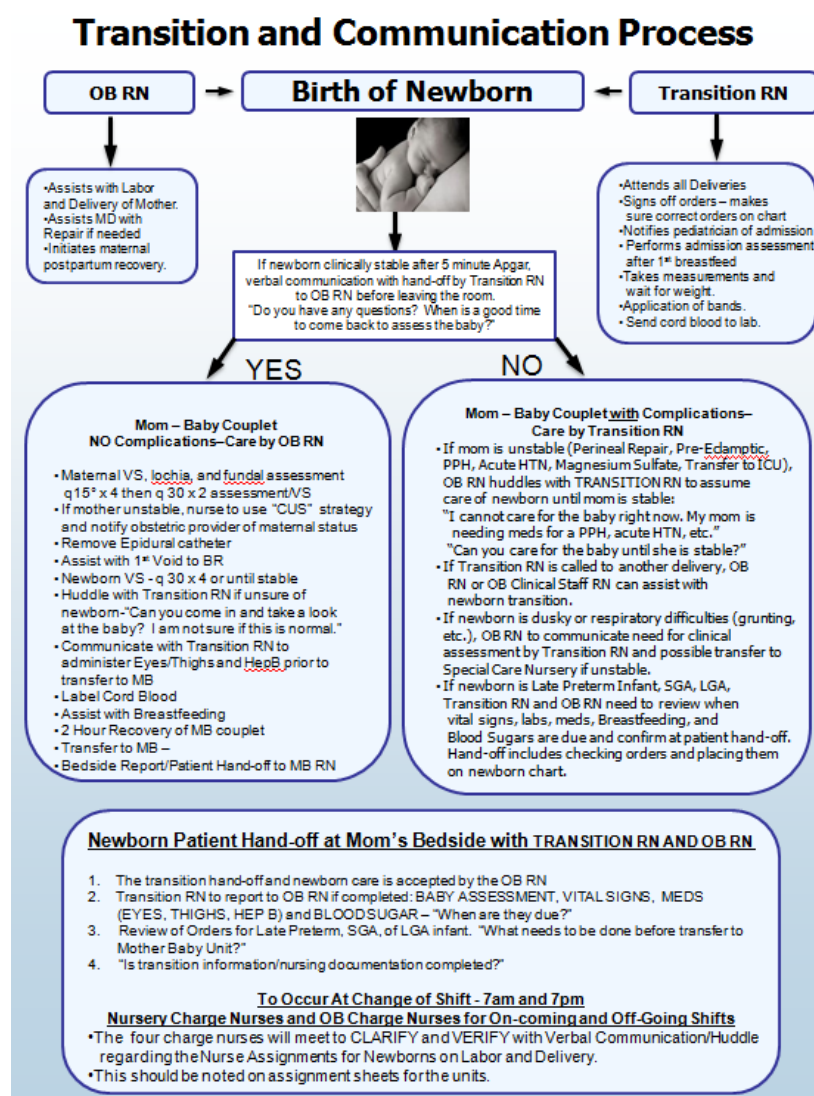 Transition and Communication Process
OB RN
Birth of Newborn
Transition RN
•Assists with Labor
and Delivery of Mother.
•Assists MD with
Repair if needed
•Initiates maternal
postpartum recovery.
•Attends all Deliveries
•Signs off orders – makes
sure correct orders on chart
•Notifies pediatrician of admission
• Performs admission assessment
after 1st breastfeed
•Takes measurements and
wait for weight.
•Application of bands.
• Send cord blood to lab.
If newborn clinically stable after 5 minute Apgar,
verbal communication with hand-off by Transition RN
to OB RN before leaving the room.
"Do you have any questions? When is a good time
to come back to assess the baby?"
YES
NO
Mom – Baby Couplet
NO Complications–Care by OB RN
• Maternal VS, lochia, and fundal assessment
q15° x 4 then q 30 x 2 assessment/VS
• If mother unstable, nurse to use "CUS" strategy
and notify obstetric provider of maternal status
• Remove Epidural catheter
• Assist with 1st Void to BR
• Newborn VS - q 30 x 4 or until stable
• Huddle with Transition RN if unsure of
newborn-"Can you come in and take a look
at the baby? I am not sure if this is normal."
• Communicate with Transition RN to
administer Eyes/Thighs and HepB prior to
transfer to MB
• Label Cord Blood
• Assist with Breastfeeding
• 2 Hour Recovery of MB couplet
• Transfer to MB –
• Bedside Report/Patient Hand-off to MB RN
Mom – Baby Couplet with Complications–
Care by Transition RN
• If mom is unstable (Perineal Repair, Pre-Eclamptic,
PPH, Acute HTN, Magnesium Sulfate, Transfer to ICU),
OB RN huddles with TRANSITION RN to assume
care of newborn until mom is stable:
"I cannot care for the baby right now. My mom is
needing meds for a PPH, acute HTN, etc."
"Can you care for the baby until she is stable?"
• If Transition RN is called to another delivery, OB
RN or OB Clinical Staff RN can assist with
newborn transition.
• If newborn is dusky or respiratory difficulties (grunting,
etc.), OB RN to communicate need for clinical
assessment by Transition RN and possible transfer to
Special Care Nursery if unstable.
• If newborn is Late Preterm Infant, SGA, LGA,
Transition RN and OB RN need to review when
vital signs, labs, meds, Breastfeeding, and
Blood Sugars are due and confirm at patient hand-off.
Hand-off includes checking orders and placing them
on newborn chart.
Newborn Patient Hand-off at Mom's Bedside with TRANSITION RN AND OB RN
1. The transition hand-off and newborn care is accepted by the OB RN
2. Transition RN to report to OB RN if completed: BABY ASSESSMENT, VITAL SIGNS, MEDS
(EYES, THIGHS, HEP B) and BLOOD SUGAR – "When are they due?"
3. Review of Orders for Late Preterm, SGA, of LGA infant. "What needs to be done before transfer to
Mother Baby Unit?"
4. "Is transition information/nursing documentation completed?"
To Occur At Change of Shift - 7am and 7pm
Nursery Charge Nurses and OB Charge Nurses for On-coming and Off-Going Shifts
•The four charge nurses will meet to CLARIFY and VERIFY with Verbal Communication/Huddle
regarding the Nurse Assignments for Newborns on Labor and Delivery.
•This should be noted on assignment sheets for the units.